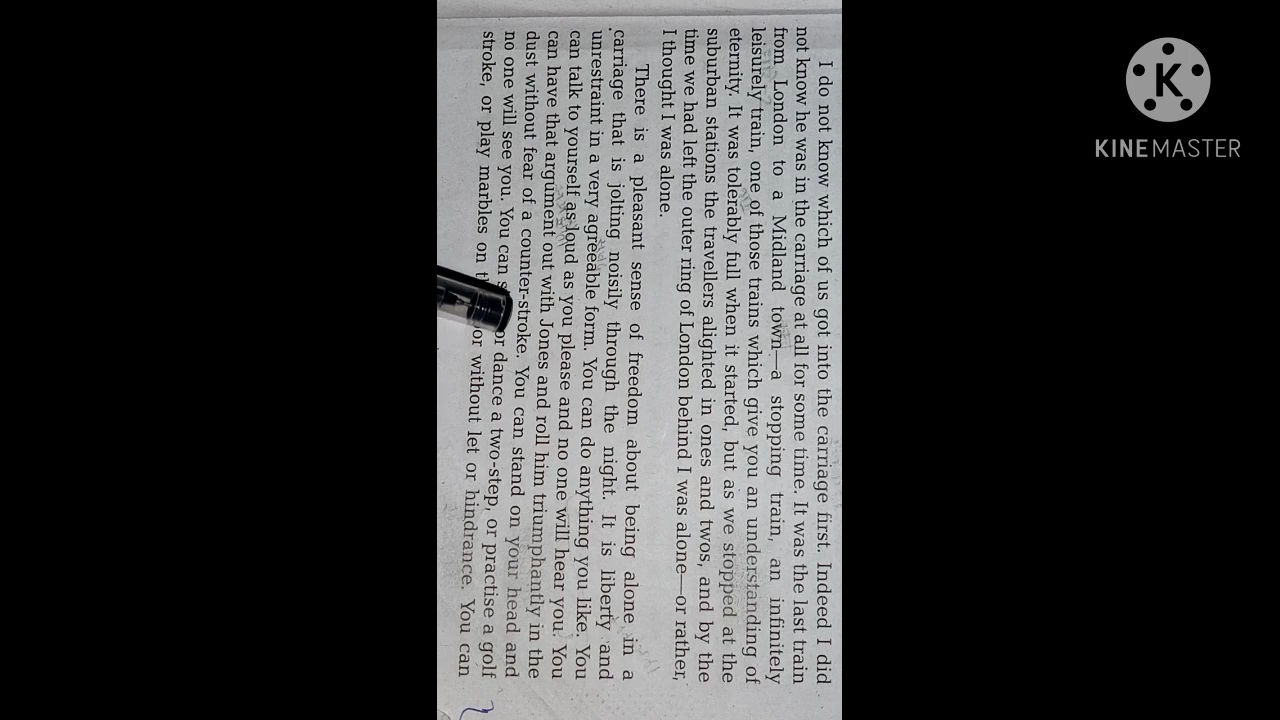 I do not know which of us got into the carriage first. Indeed I did
not know he was in the carriage at all for some time. It was the last train
from London to a Midland town—a stopping train, an infinitely
leisurely train, one of those trains which give you an understanding of
eternity. It was tolerably full when it started, but as we stopped at the
suburban stations the travellers alighted in ones and twos, and by the
time we had left the outer ring of London behind I was alone—or rather,
I thought I was alone.
There is a pleasant sense of freedom about being alone in a
carriage that is jolting noisily through the night. It is liberty and
unrestraint in a very agreeable form. You can do anything you like. You
can talk to yourself as loud as you please and no one will hear you. You
can have that argument out with Jones and roll him triumphantly in the
dust without fear of a counter-stroke. You can stand on your head and
no one will see you. You can or dance a two-step, or practise a golf
stroke, or play marbles on or without let or hindrance. You can
KINEMASTER